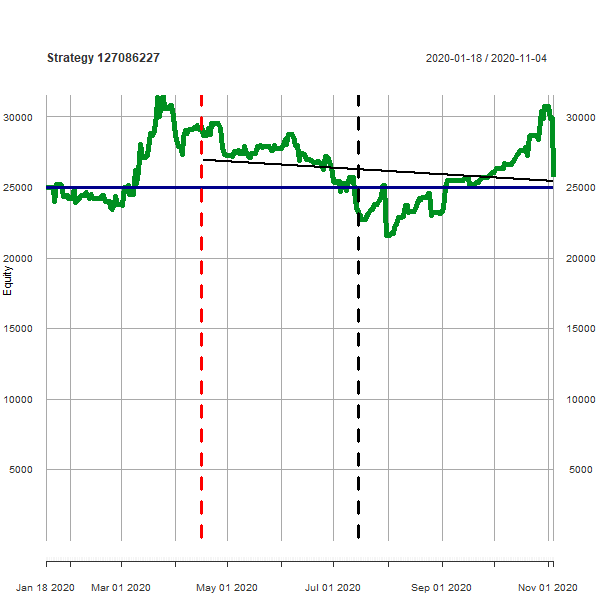 Strategy 127086227
2020-01-18 / 2020-11-04
30000
30000
25000
25000
20000
20000
15000
15000
10000
10000
5000
5000
Equity
Jan 18 2020
Mar 01 2020
May 01 2020
Jul 01 2020
Sep 01 2020
Nov 01 2020